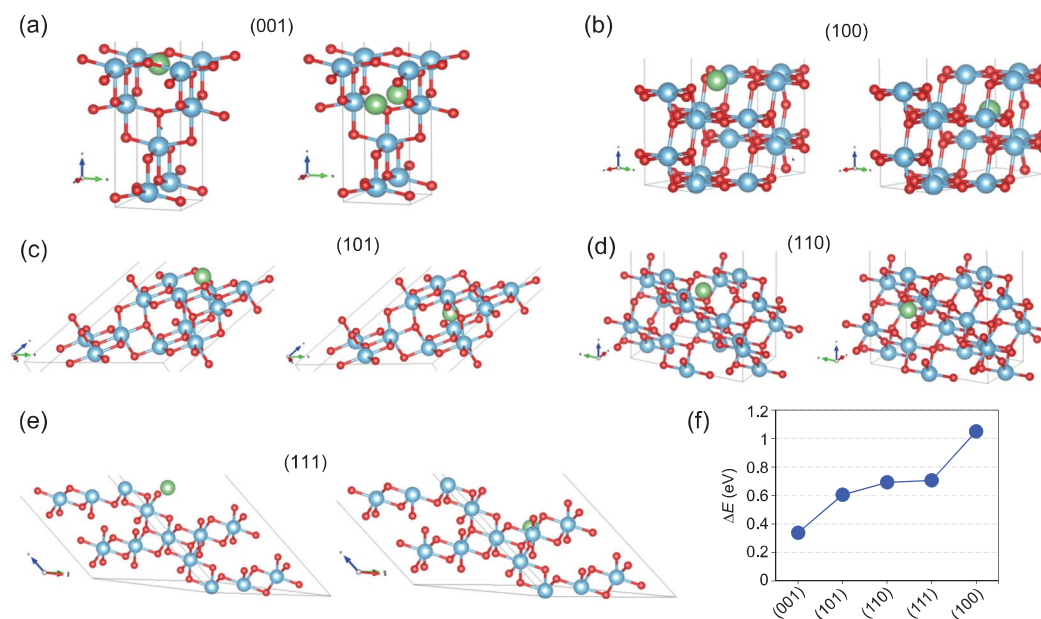 (a)
(001)
(b)
(100)
(c)
(101)
(d)
(110)
(e)
(111)
(f)
1.2
1
0.8
0.6
0.4
0.2
0
ΔE (eV)
(001)
(101)
(110)
(111)
(100)